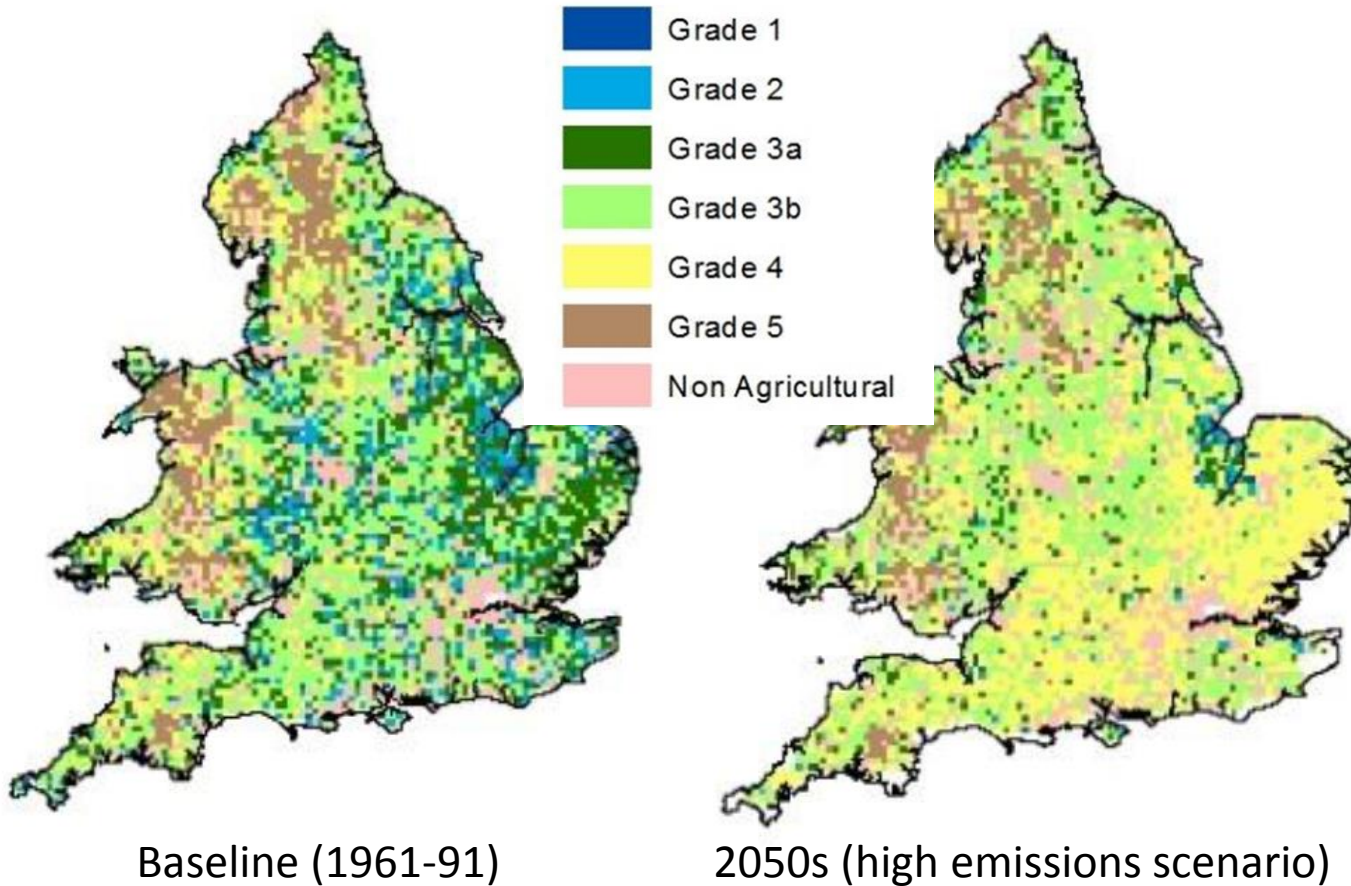 Grade 1
Grade 2
Grade 3a
Grade 3b
Grade 4
Grade 5
Non Agricultural
Baseline (1961-91)
2050s (high emissions scenario)